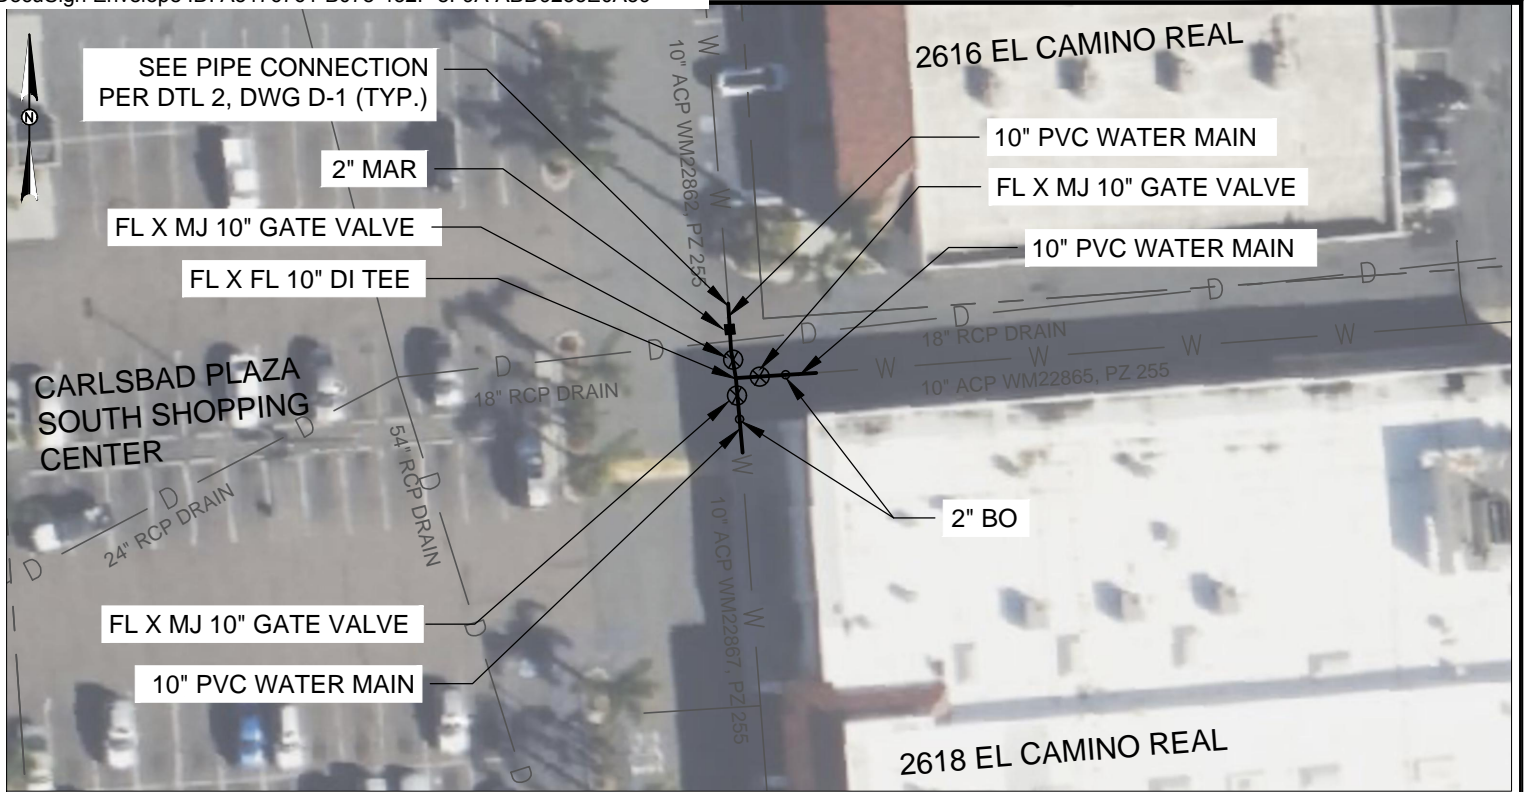 2616 EL CAMINO REAL
SEE PIPE CONNECTION
PER DTL 2, DWG D-1 (TYP.)
N
W
10" ACP WM22862, PZ 255
W
10" PVC WATER MAIN
2" MAR
FL X MJ 10" GATE VALVE
FL X MJ 10" GATE VALVE
10" PVC WATER MAIN
FL X FL 10" DI TEE
D
D
D
D
D
D
18" RCP DRAIN
W
W
W
W
10" ACP WM22865, PZ 255
18" RCP DRAIN
CARLSBAD PLAZA
SOUTH SHOPPING
CENTER
D
D
D
24" RCP DRAIN
D
54" RCP DRAIN
W
10" ACP WM22867, PZ 255
W
2" BO
FL X MJ 10" GATE VALVE
D
10" PVC WATER MAIN
D
2618 EL CAMINO REAL